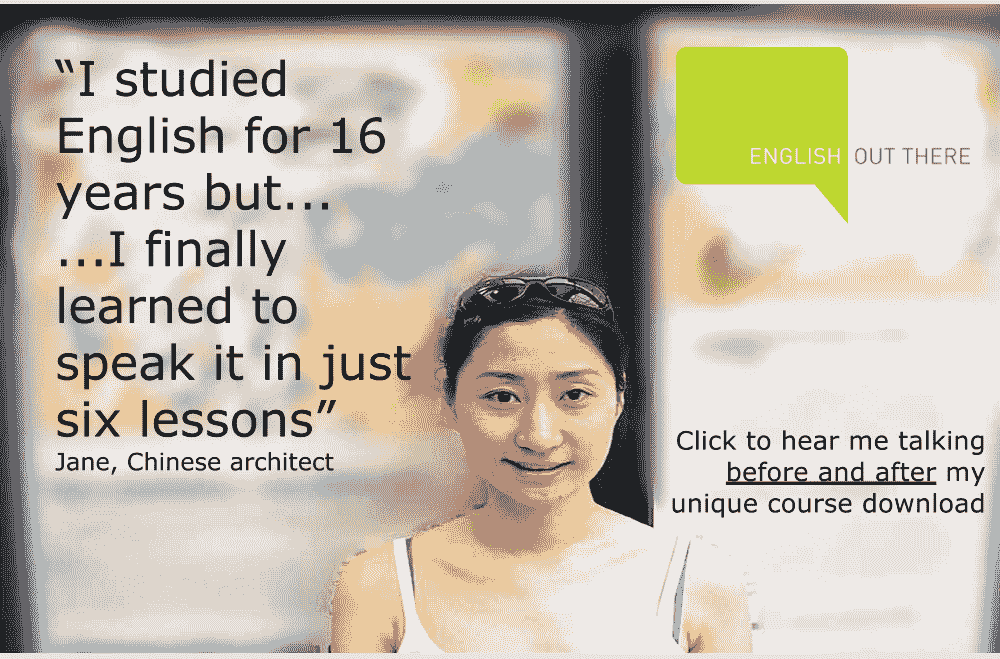 “I studied
English for 16
years but...
...I finally
learned to
speak it in just
six lessons”
Jane, Chinese architect
ENGLISH OUT THERE
Click to hear me talking
before and after my
unique course download